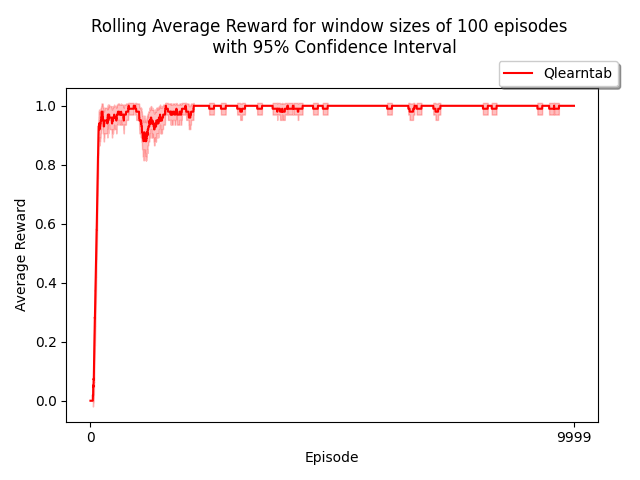 Rolling Average Reward for window sizes of 100 episodes
with 95% Confidence Interval
Qlearntab
1.0
0.8
0.6
0.4
0.2
0.0
Average Reward
0
9999
Episode